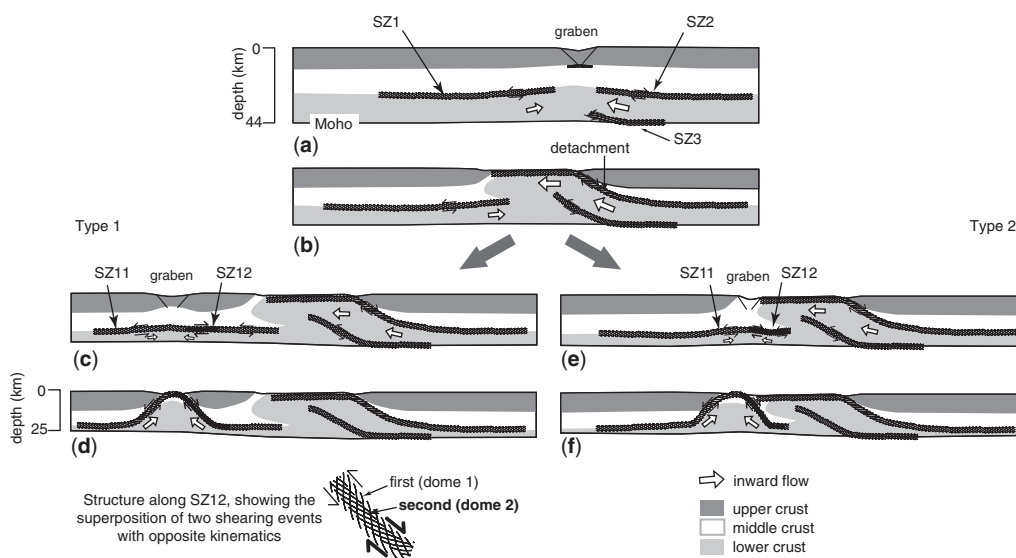 SZ1
graben
SZ2
0
depth (km)
44
Moho
(a)
SZ3
detachment
(b)
Type 1
Type 2
SZ11
graben
SZ12
(c)
SZ11
graben
SZ12
(e)
0
depth (km)
25
(d)
(f)
Structure along SZ12, showing the
superposition of two shearing events
with opposite kinematics
first (dome 1)
second (dome 2)
inward flow
upper crust
middle crust
lower crust